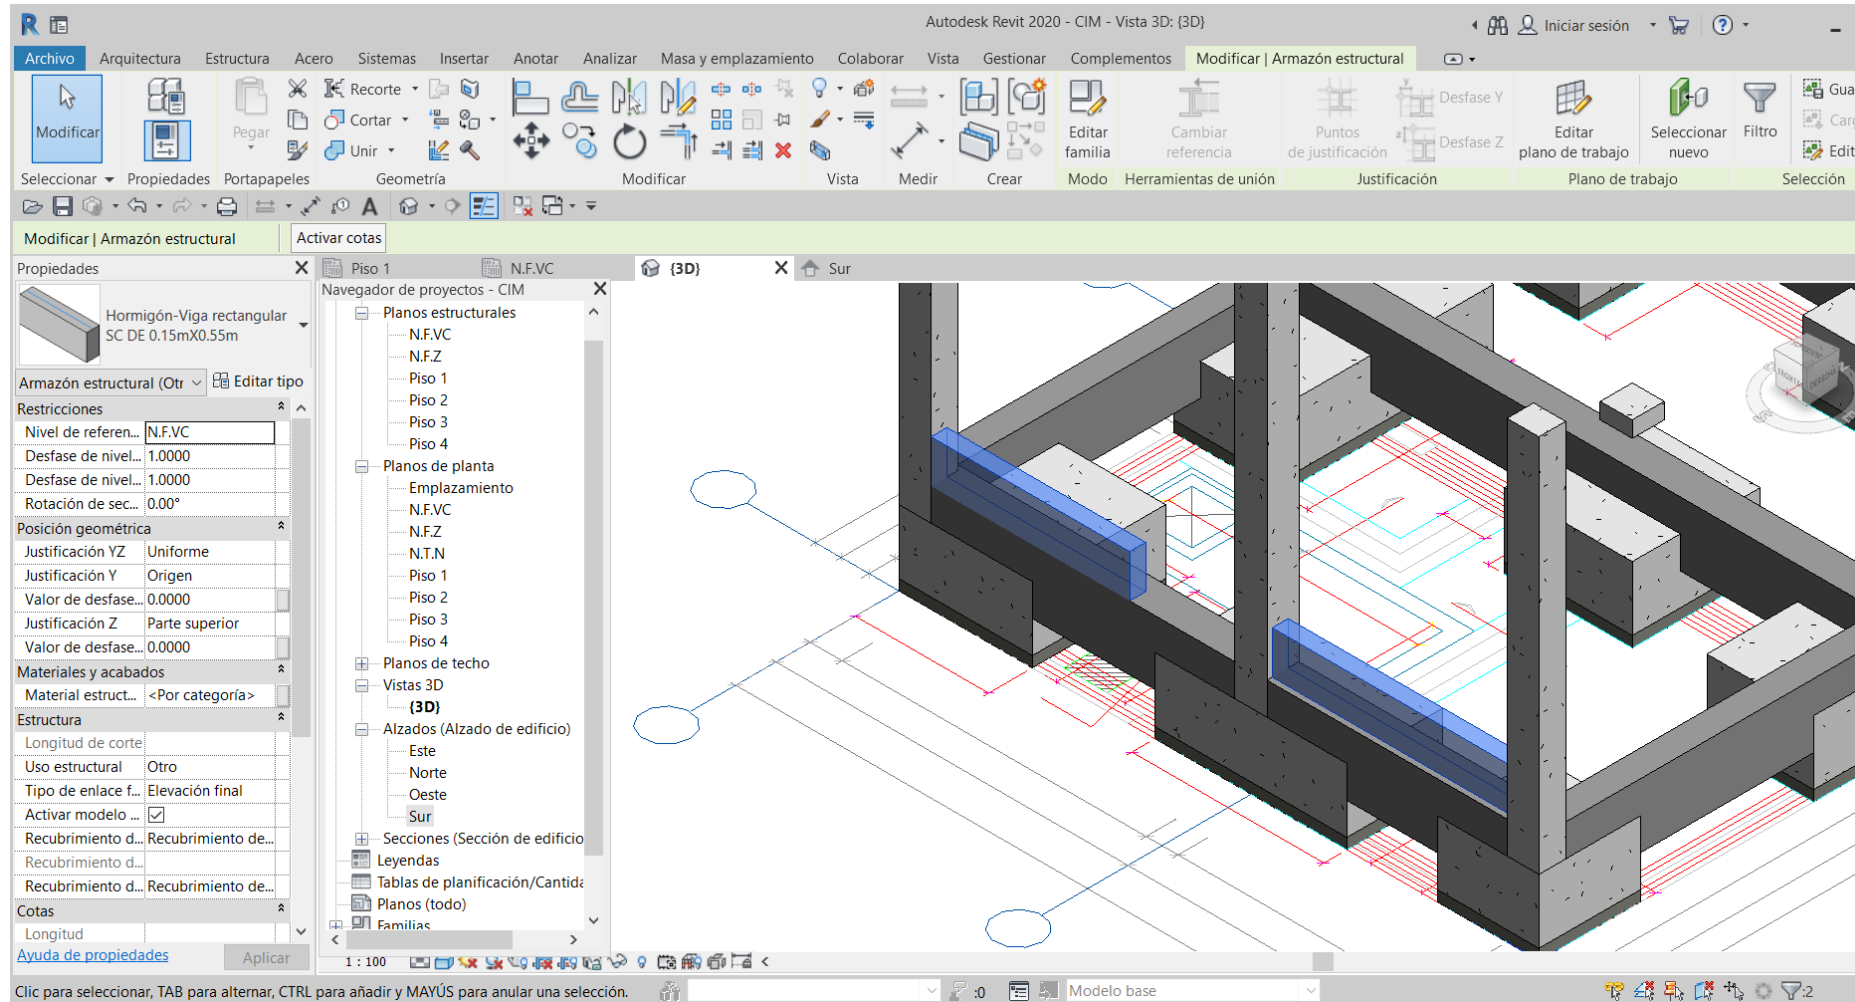 Autodesk Revit 2020 - CIM - Vista 3D: {3D}
Iniciar sesión
Archivo Arquitectura Estructura Acero Sistemas Insertar Anotar Analizar Masa y emplazamiento Colaborar Vista Gestionar Complementos Modificar | Armazón estructural
Modificar
Pegar
Recorte
Cortar
Unir
Editar familia
Cambiar referencia
Puntos de justificación
Desfase Y
Desfase Z
Editar plano de trabajo
Seleccionar nuevo
Filtro
Gua
Carg
Edit
Seleccionar Propiedades Portapapeles Geometría Modificar Vista Medir Crear Modo Herramientas de unión Justificación Plano de trabajo Selección
Modificar | Armazón estructural Activar cotas
Propiedades
Hormigón-Viga rectangular
SC DE 0.15mX0.55m
Armazón estructural (Otr Editar tipo
Restricciones
Nivel de referen... N.F.VC
Desfase de nivel... 1.0000
Desfase de nivel... 1.0000
Rotación de sec... 0.00°
Posición geométrica
Justificación YZ Uniforme
Justificación Y Origen
Valor de desfase... 0.0000
Justificación Z Parte superior
Valor de desfase... 0.0000
Materiales y acabados
Material estruct... <Por categoría>
Estructura
Longitud de corte
Uso estructural Otro
Tipo de enlace f... Elevación final
Activar modelo ...
Recubrimiento d... Recubrimiento de...
Recubrimiento d...
Recubrimiento d... Recubrimiento de...
Cotas
Longitud
Ayuda de propiedades Aplicar
Piso 1 N.F.VC {3D} Sur
Navegador de proyectos - CIM
Planos estructurales
N.F.VC
N.F.Z
Piso 1
Piso 2
Piso 3
Piso 4
Planos de planta
Emplazamiento
N.F.VC
N.F.Z
N.T.N
Piso 1
Piso 2
Piso 3
Piso 4
Planos de techo
Vistas 3D
{3D}
Alzados (Alzado de edificio)
Este
Norte
Oeste
Sur
Secciones (Sección de edificio
Leyendas
Tablas de planificación/Cantida
Planos (todo)
Familias
1 : 100
Clic para seleccionar, TAB para alternar, CTRL para añadir y MAYÚS para anular una selección. :0 Modelo base :2